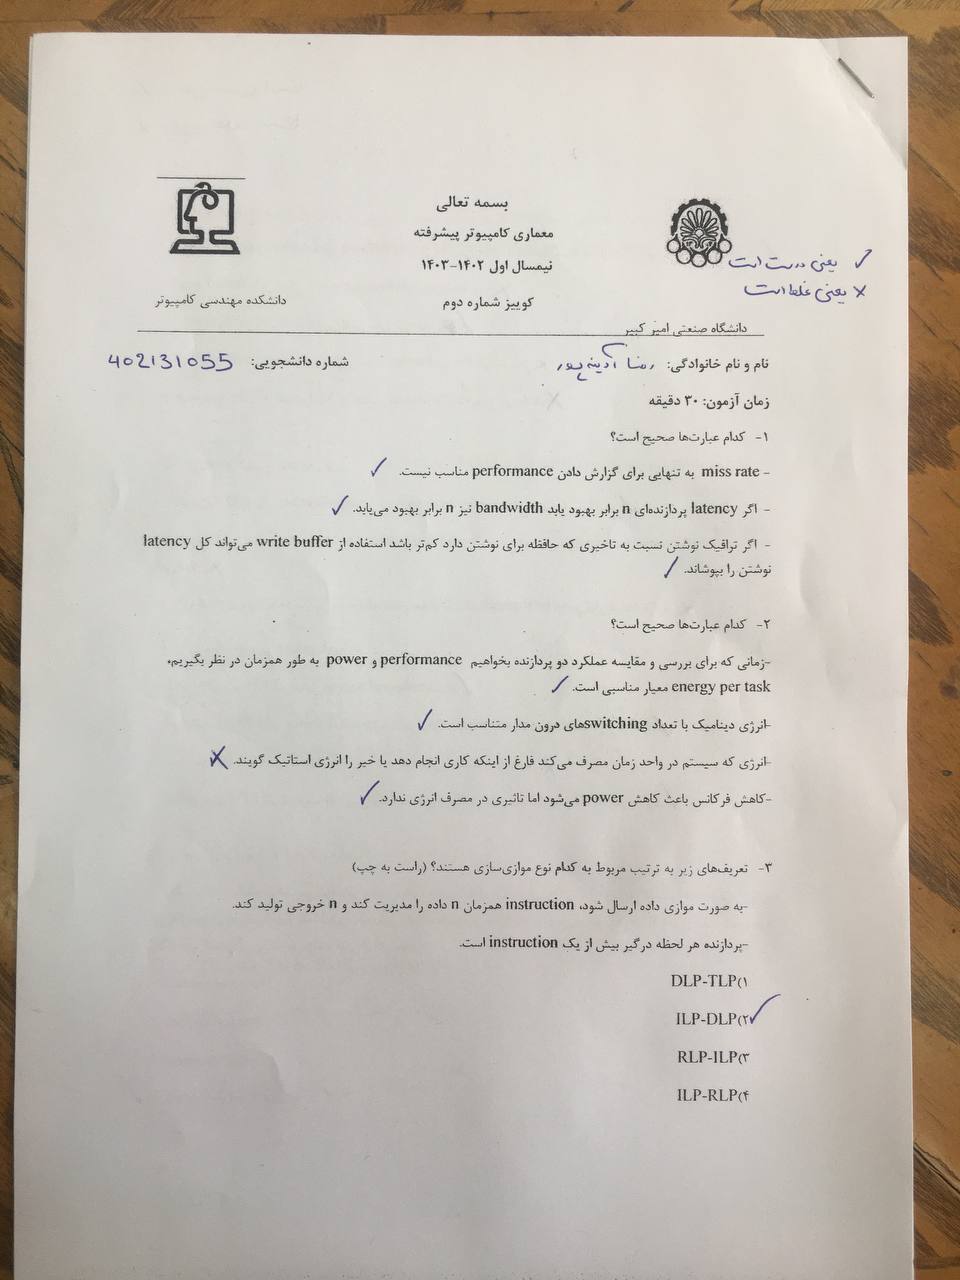 بسمه تعالی
معماری کامپیوتر پیشرفته
نیمسال اول ۱۴۰۲-۱۴۰۳
کوییز شماره دوم
دانشکده مهندسی کامپیوتر
✓ یعنی درست است
× یعنی غلط است
دانشگاه صنعتی امیر کبیر
نام و نام خانوادگی: رضا آدینه پور شماره دانشجویی: 402131055
زمان آزمون: ۳۰ دقیقه
۱- کدام عبارت‌ها صحیح است؟
- miss rate به تنهایی برای گزارش دادن performance مناسب نیست. ✓
- اگر latency پردازنده‌ای n برابر بهبود یابد bandwidth نیز n برابر بهبود می‌یابد. ✓
- اگر ترافیک نوشتن نسبت به تاخیری که حافظه برای نوشتن دارد کم‌تر باشد استفاده از write buffer می‌تواند کل latency
نوشتن را بپوشاند. ✓
۲- کدام عبارت‌ها صحیح است؟
-زمانی که برای بررسی و مقایسه عملکرد دو پردازنده بخواهیم performance و power به طور همزمان در نظر بگیریم،
energy per task معیار مناسبی است. ✓
-انرژی دینامیک با تعداد switchingهای درون مدار متناسب است. ✓
-انرژی که سیستم در واحد زمان مصرف می‌کند فارغ از اینکه کاری انجام دهد یا خیر را انرژی استاتیک گویند. ×
-کاهش فرکانس باعث کاهش power می‌شود اما تاثیری در مصرف انرژی ندارد. ✓
۳- تعریف‌های زیر به ترتیب مربوط به کدام نوع موازی‌سازی هستند؟ (راست به چپ)
-به صورت موازی داده ارسال شود، instruction همزمان n داده را مدیریت کند و n خروجی تولید کند.
-پردازنده هر لحظه درگیر بیش از یک instruction است.
۱)DLP-TLP
✓ ۲)ILP-DLP
۳)RLP-ILP
۴)ILP-RLP